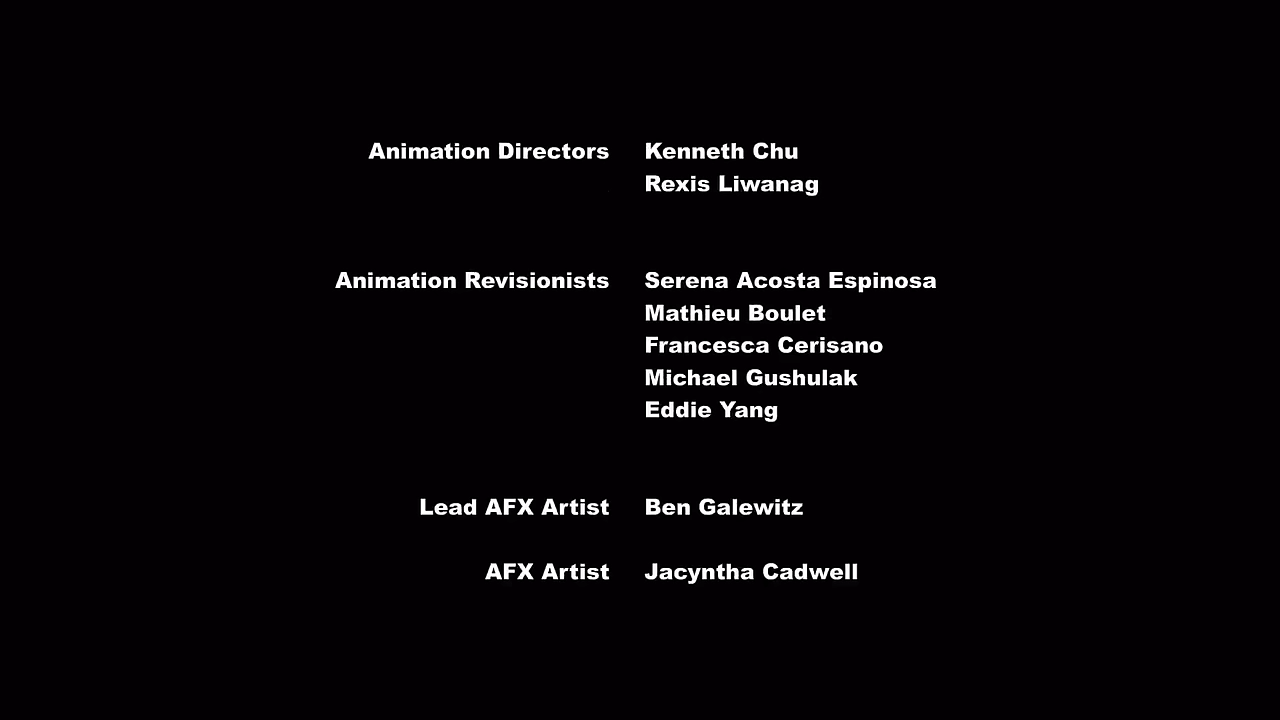 Animation Directors Kenneth Chu
Rexis Liwanag
Animation Revisionists Serena Acosta Espinosa
Mathieu Boulet
Francesca Cerisano
Michael Gushulak
Eddie Yang
Lead AFX Artist Ben Galewitz
AFX Artist Jacyntha Cadwell